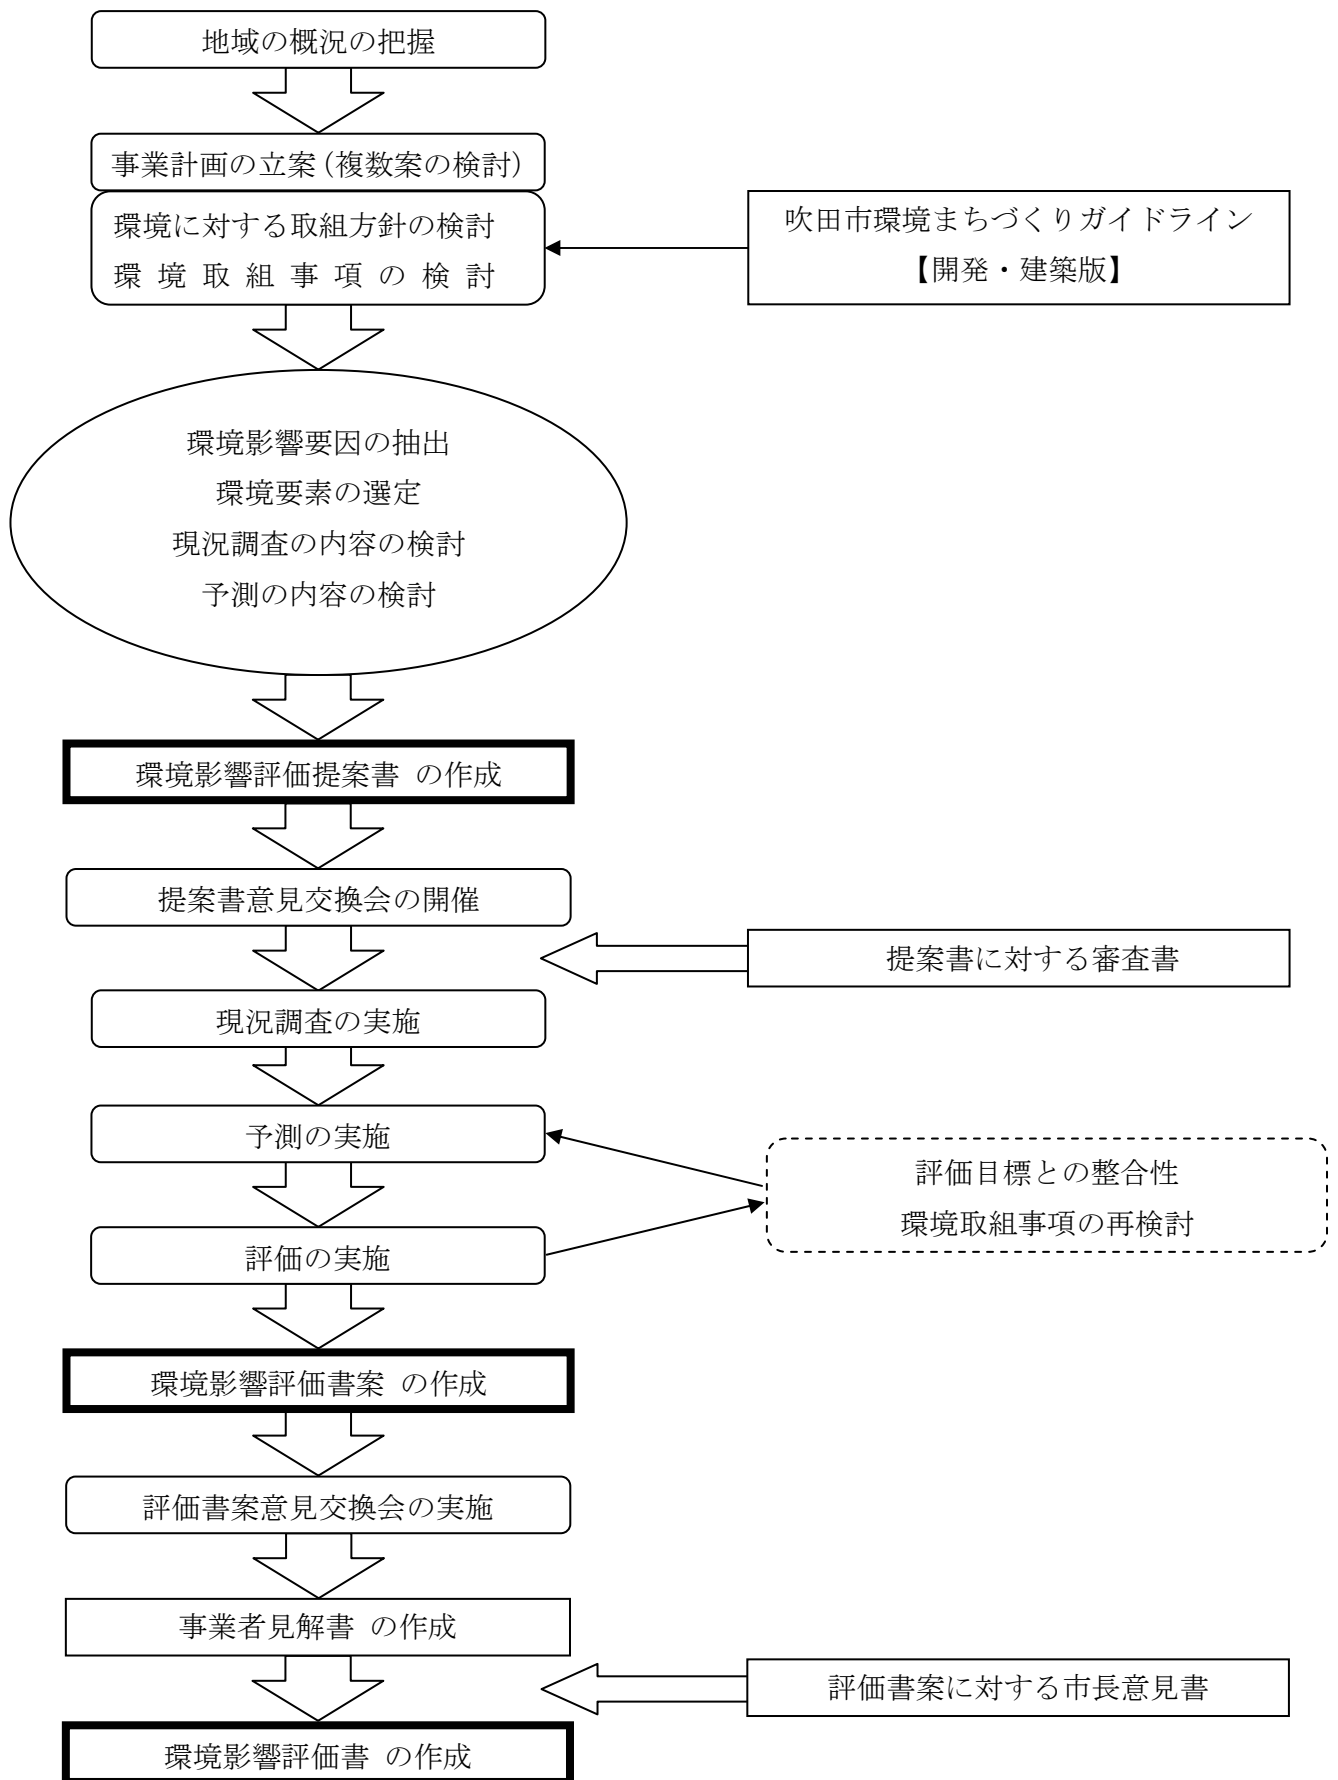 地域の概況の把握
事業計画の立案(複数案の検討)
環境に対する取組方針の検討
環境取組事項の検討
吹田市環境まちづくりガイドライン
【開発・建築版】
環境影響要因の抽出
環境要素の選定
現況調査の内容の検討
予測の内容の検討
環境影響評価提案書 の作成
提案書意見交換会の開催
提案書に対する審査書
現況調査の実施
予測の実施
評価目標との整合性
環境取組事項の再検討
評価の実施
環境影響評価書案 の作成
評価書案意見交換会の実施
事業者見解書 の作成
評価書案に対する市長意見書
環境影響評価書 の作成